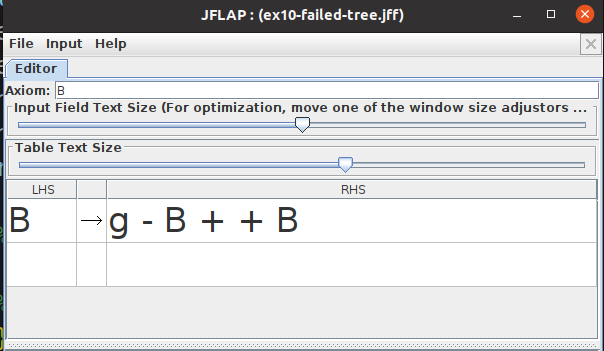 JFLAP : (ex10-failed-tree.jff)
File Input Help
Editor
Axiom: B
Input Field Text Size (For optimization, move one of the window size adjustors ...
Table Text Size
LHS RHS
B → g - B + + B